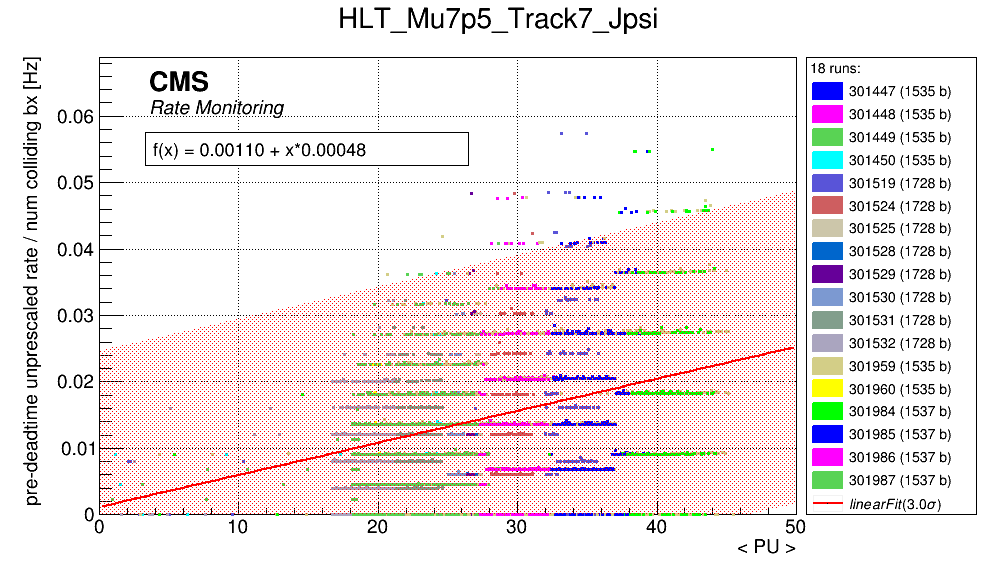 HLT_Mu7p5_Track7_Jpsi
pre-deadtime unprescaled rate / num colliding bx [Hz]
CMS
Rate Monitoring
f(x) = 0.00110 + x*0.00048
0.06
0.05
0.04
0.03
0.02
0.01
0
0 10 20 30 40 50
< PU >
18 runs:
301447 (1535 b)
301448 (1535 b)
301449 (1535 b)
301450 (1535 b)
301519 (1728 b)
301524 (1728 b)
301525 (1728 b)
301528 (1728 b)
301529 (1728 b)
301530 (1728 b)
301531 (1728 b)
301532 (1728 b)
301959 (1535 b)
301960 (1535 b)
301984 (1537 b)
301985 (1537 b)
301986 (1537 b)
301987 (1537 b)
linearFit(3.0σ)